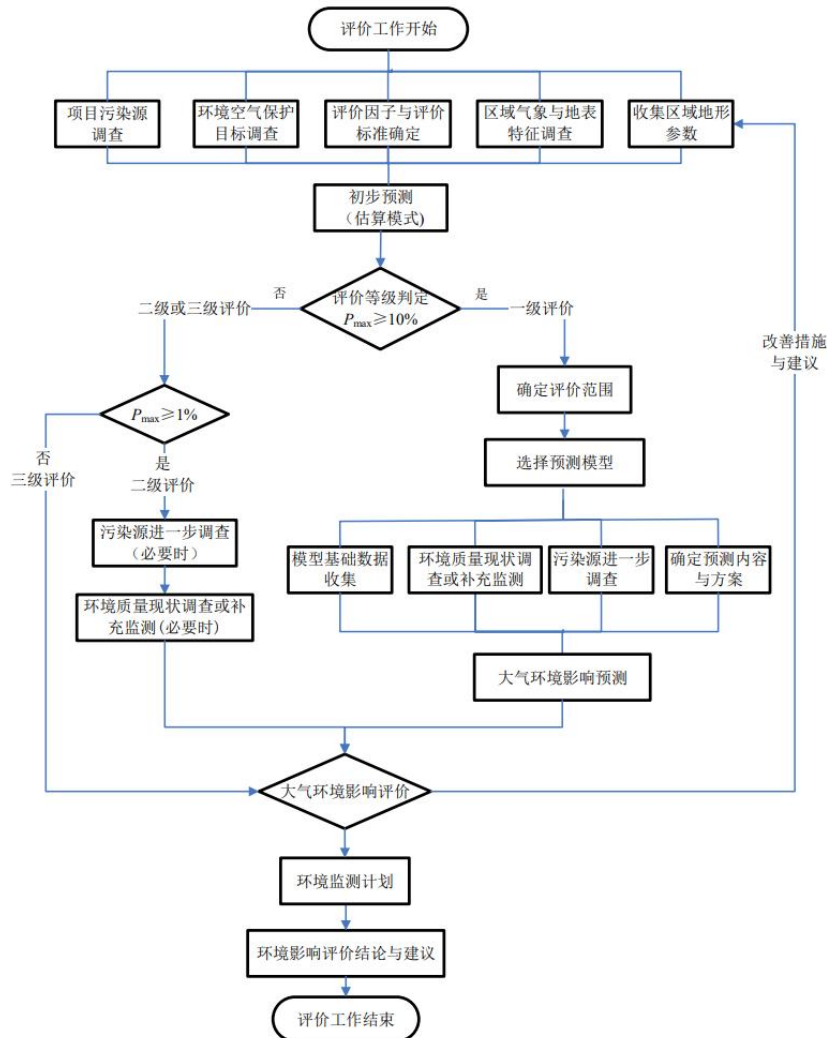 评价工作开始
项目污染源
调查
环境空气保护
目标调查
评价因子与评价
标准确定
区域气象与地表
特征调查
收集区域地形
参数
初步预测
（估算模式)
评价等级判定
Pmax≥10%
否
二级或三级评价
是
一级评价
改善措施
与建议
Pmax≥1%
确定评价范围
否
三级评价
是
二级评价
选择预测模型
污染源进一步调查
（必要时）
模型基础数据
收集
环境质量现状调
查或补充监测
污染源进一步
调查
确定预测内容
与方案
环境质量现状调查或补
充监测(必要时)
大气环境影响预测
大气环境影响评价
环境监测计划
环境影响评价结论与建议
评价工作结束